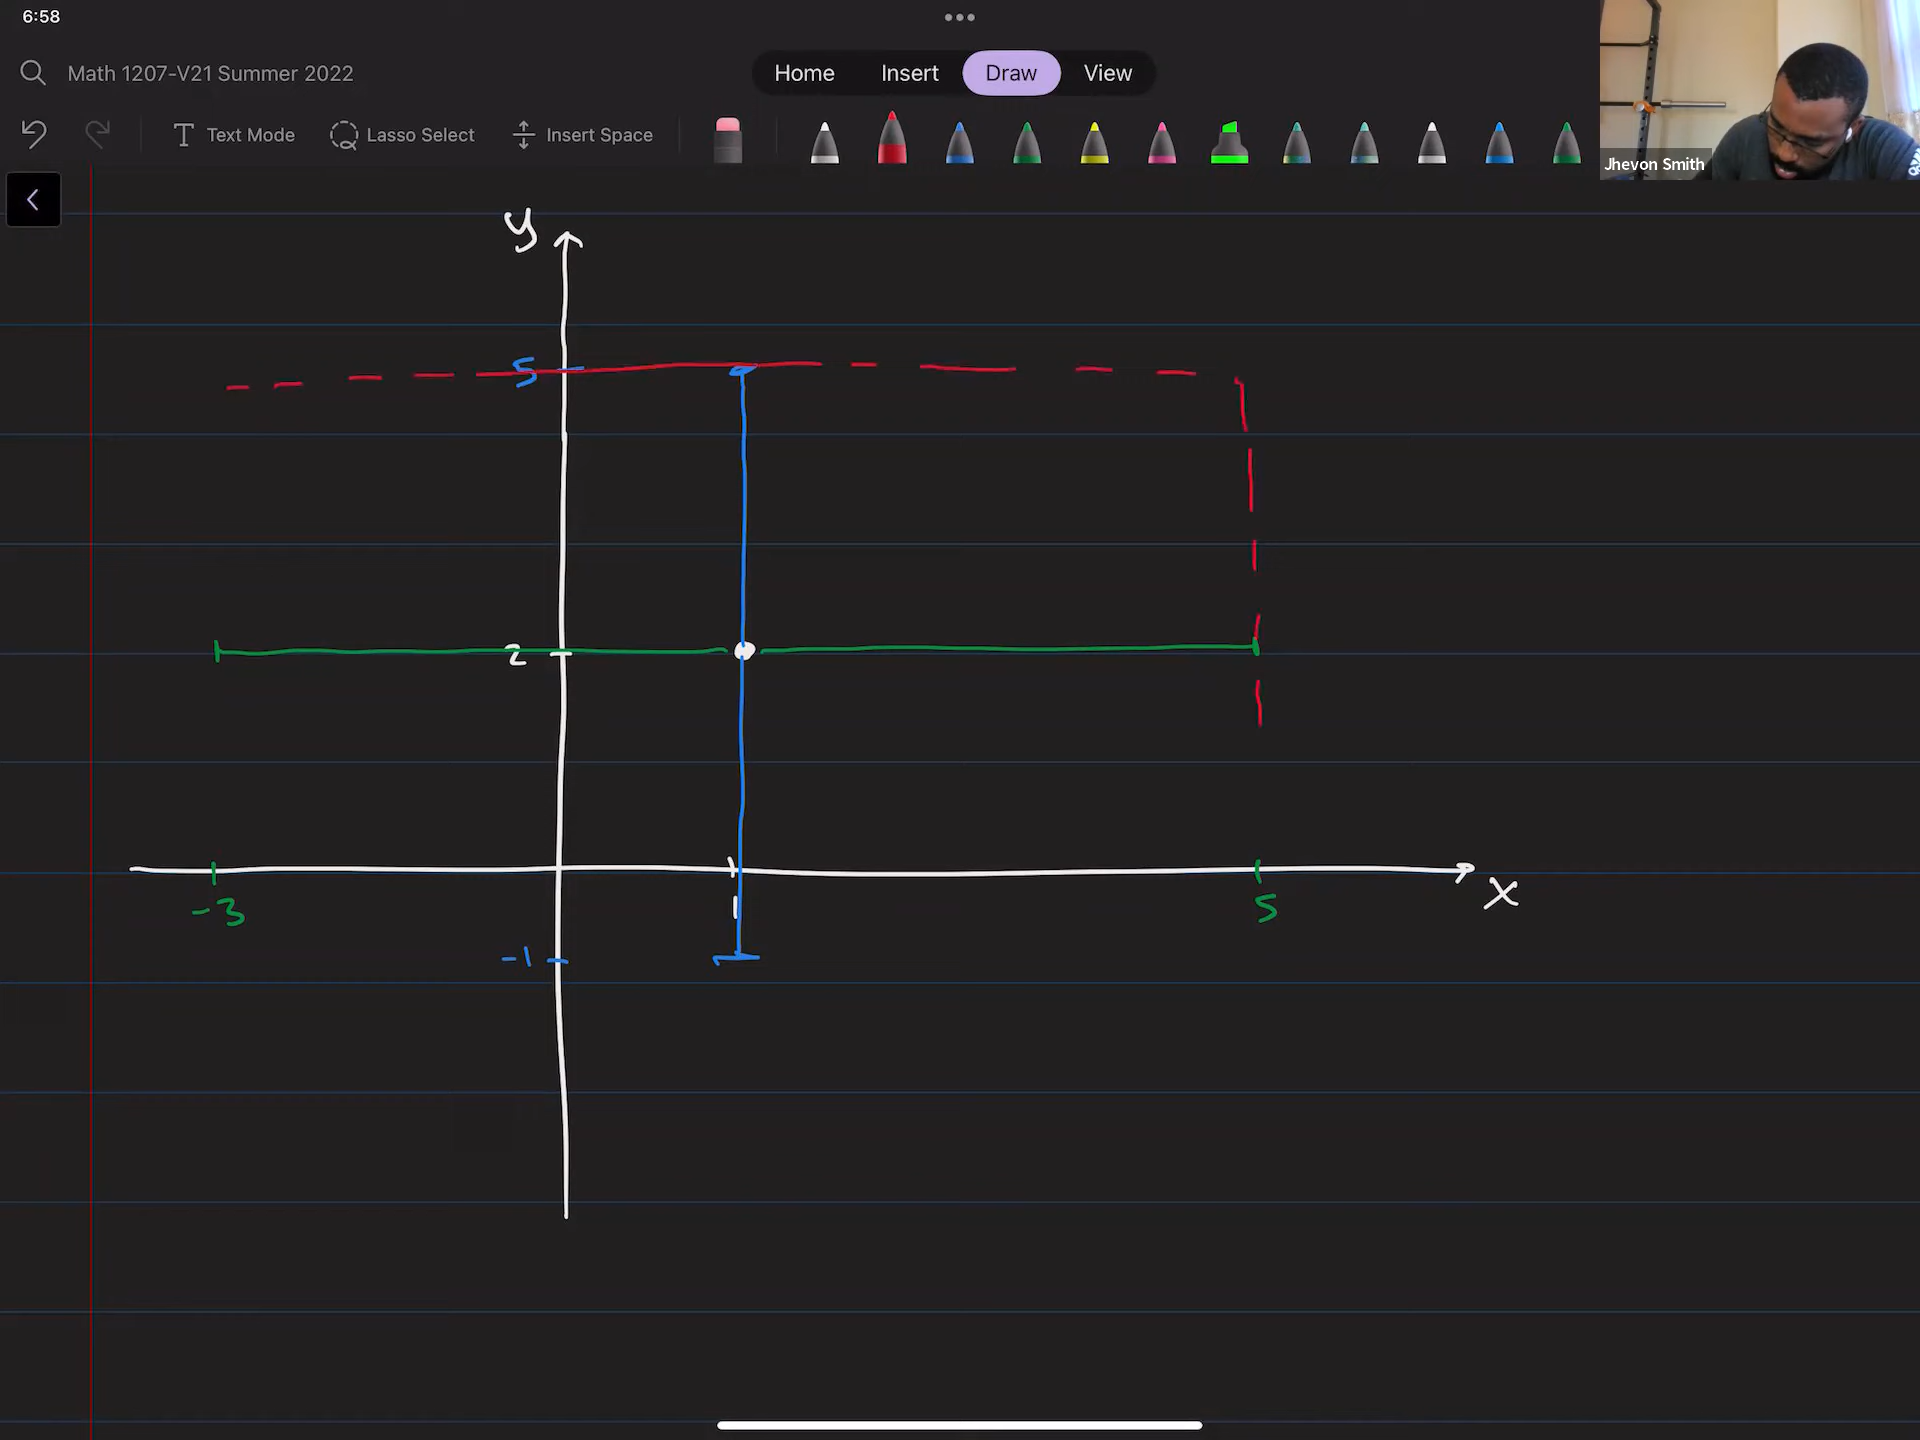 6:58
Math 1207-V21 Summer 2022
Home Insert Draw View
Text Mode Lasso Select Insert Space
Jhevon Smith
y
5
2
-3 1 5 x
-1